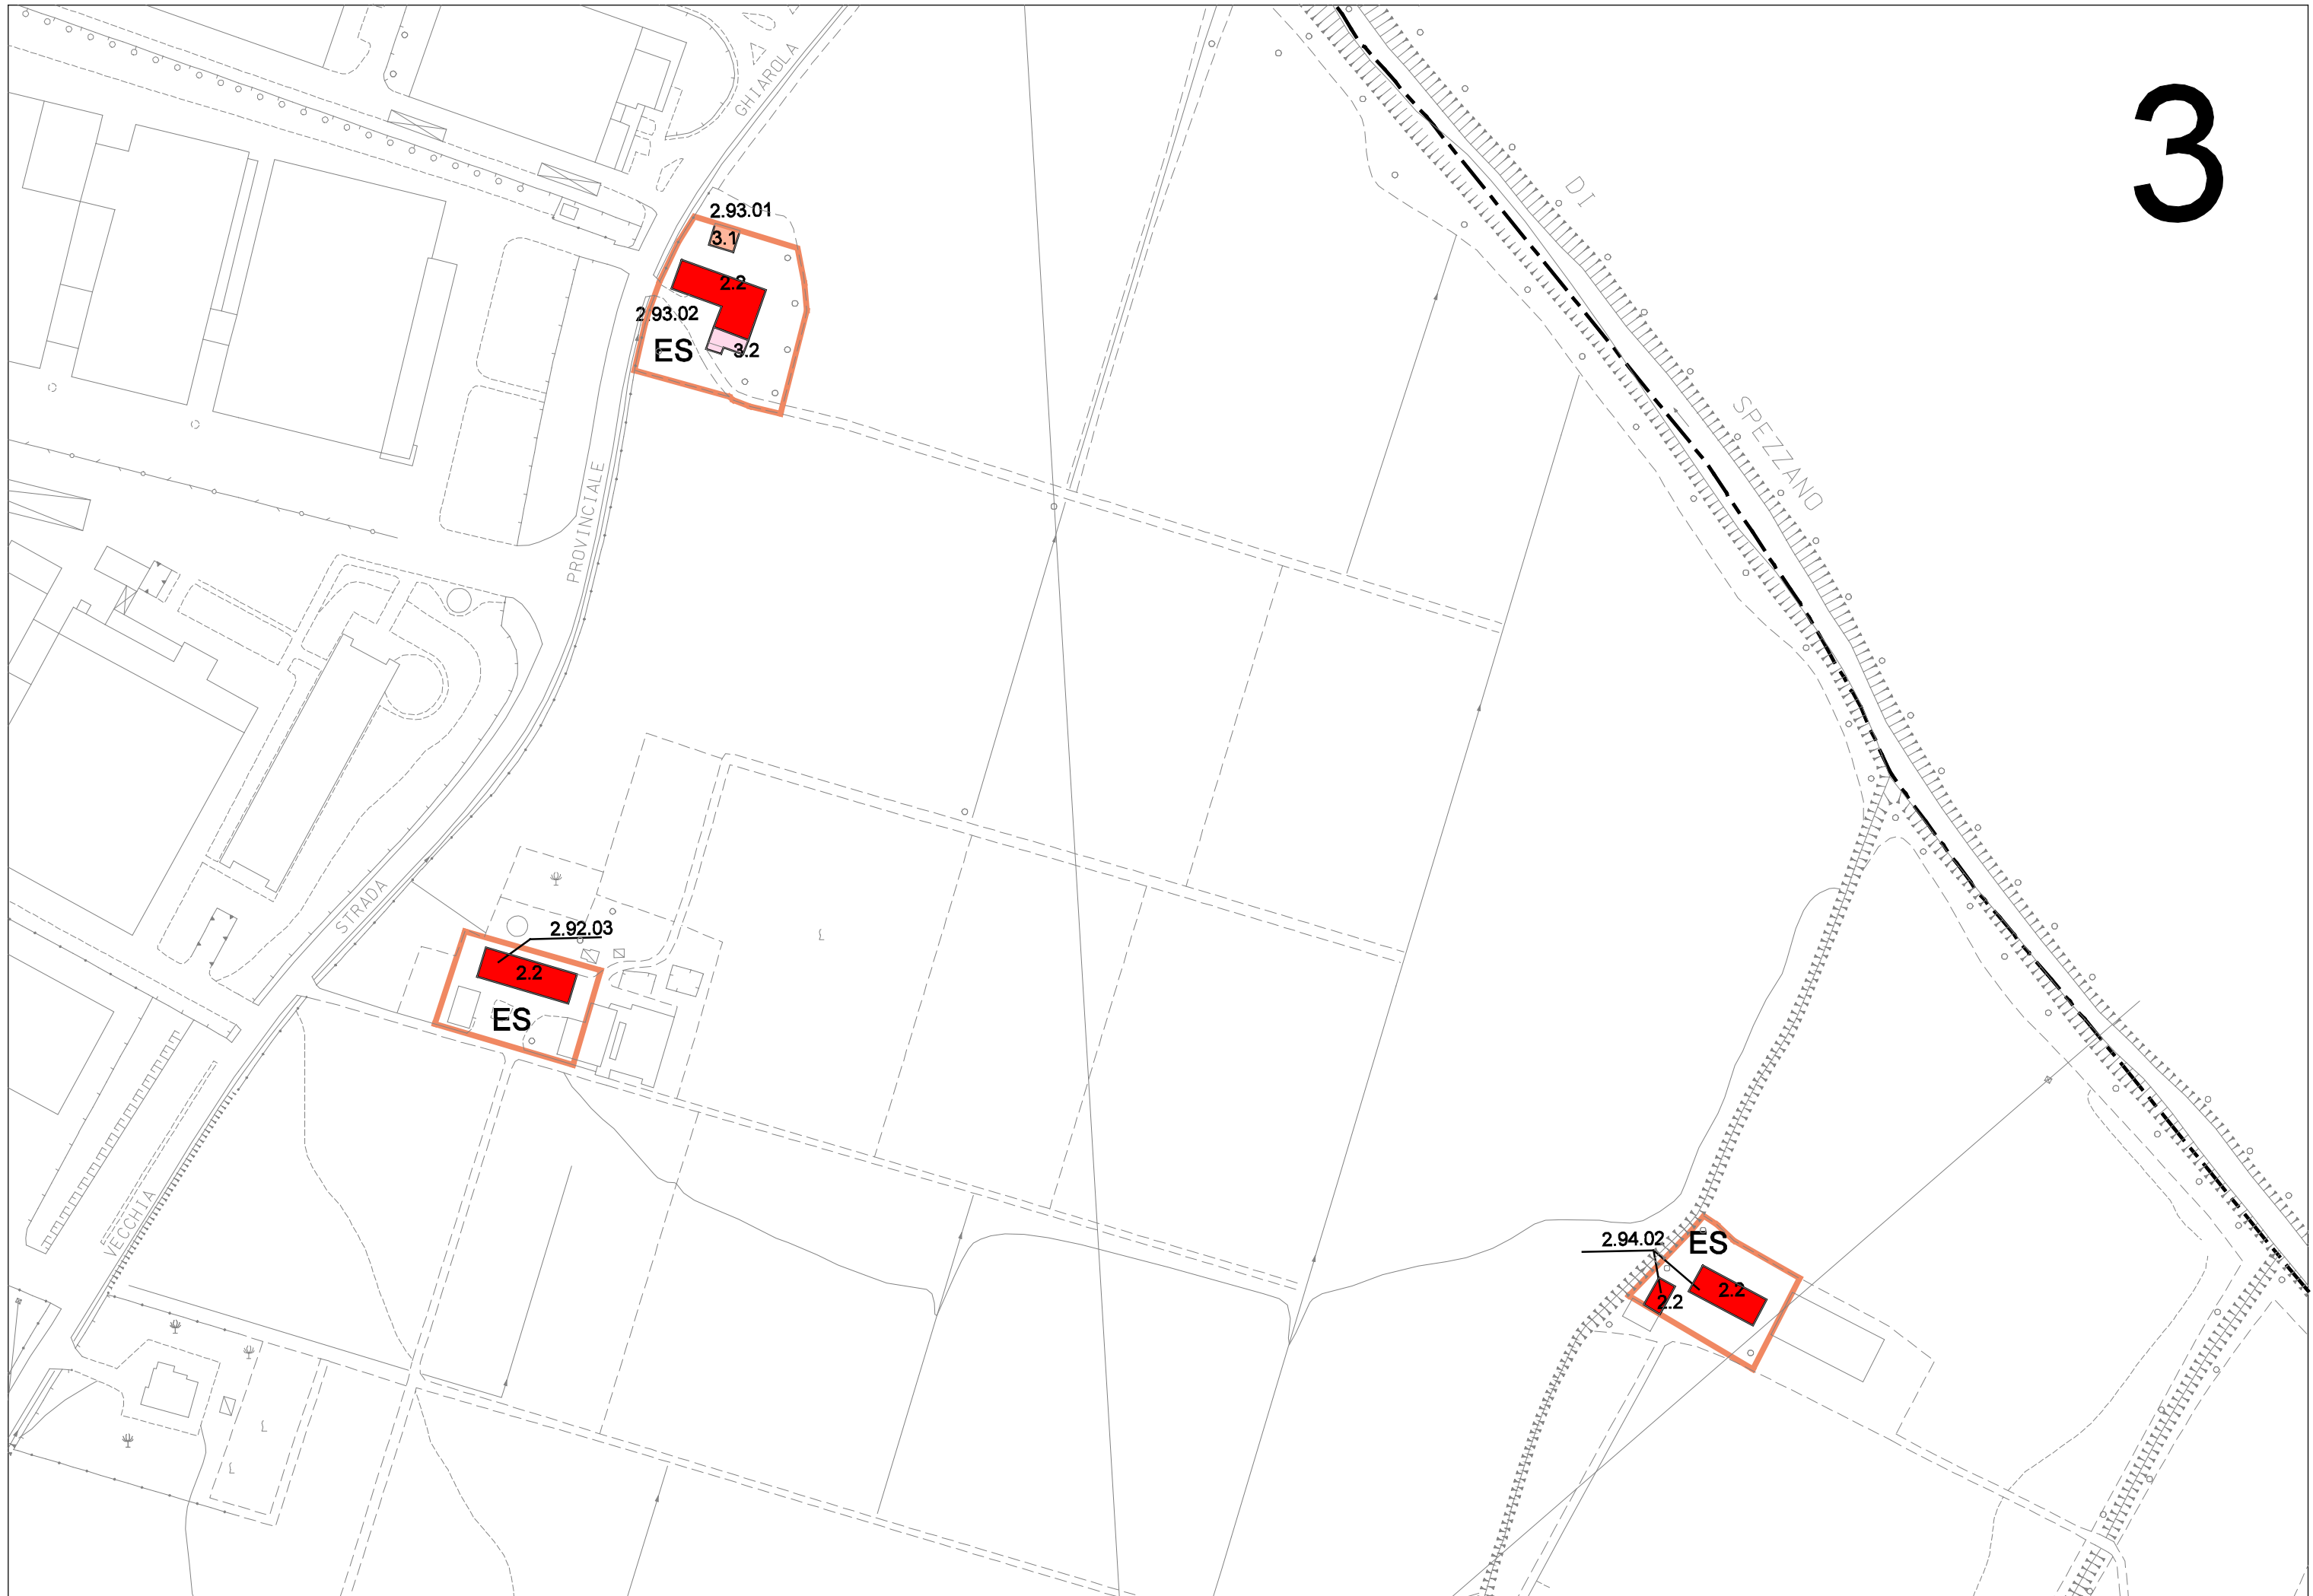 3
GHIAROLA
DI
SPEZZANO
2.93.01
3.1
2.2
2.93.02
ES
3.2
PROVINCIALE
STRADA
2.92.03
2.2
ES
VECCHIA
2.94.02
ES
2.2
2.2